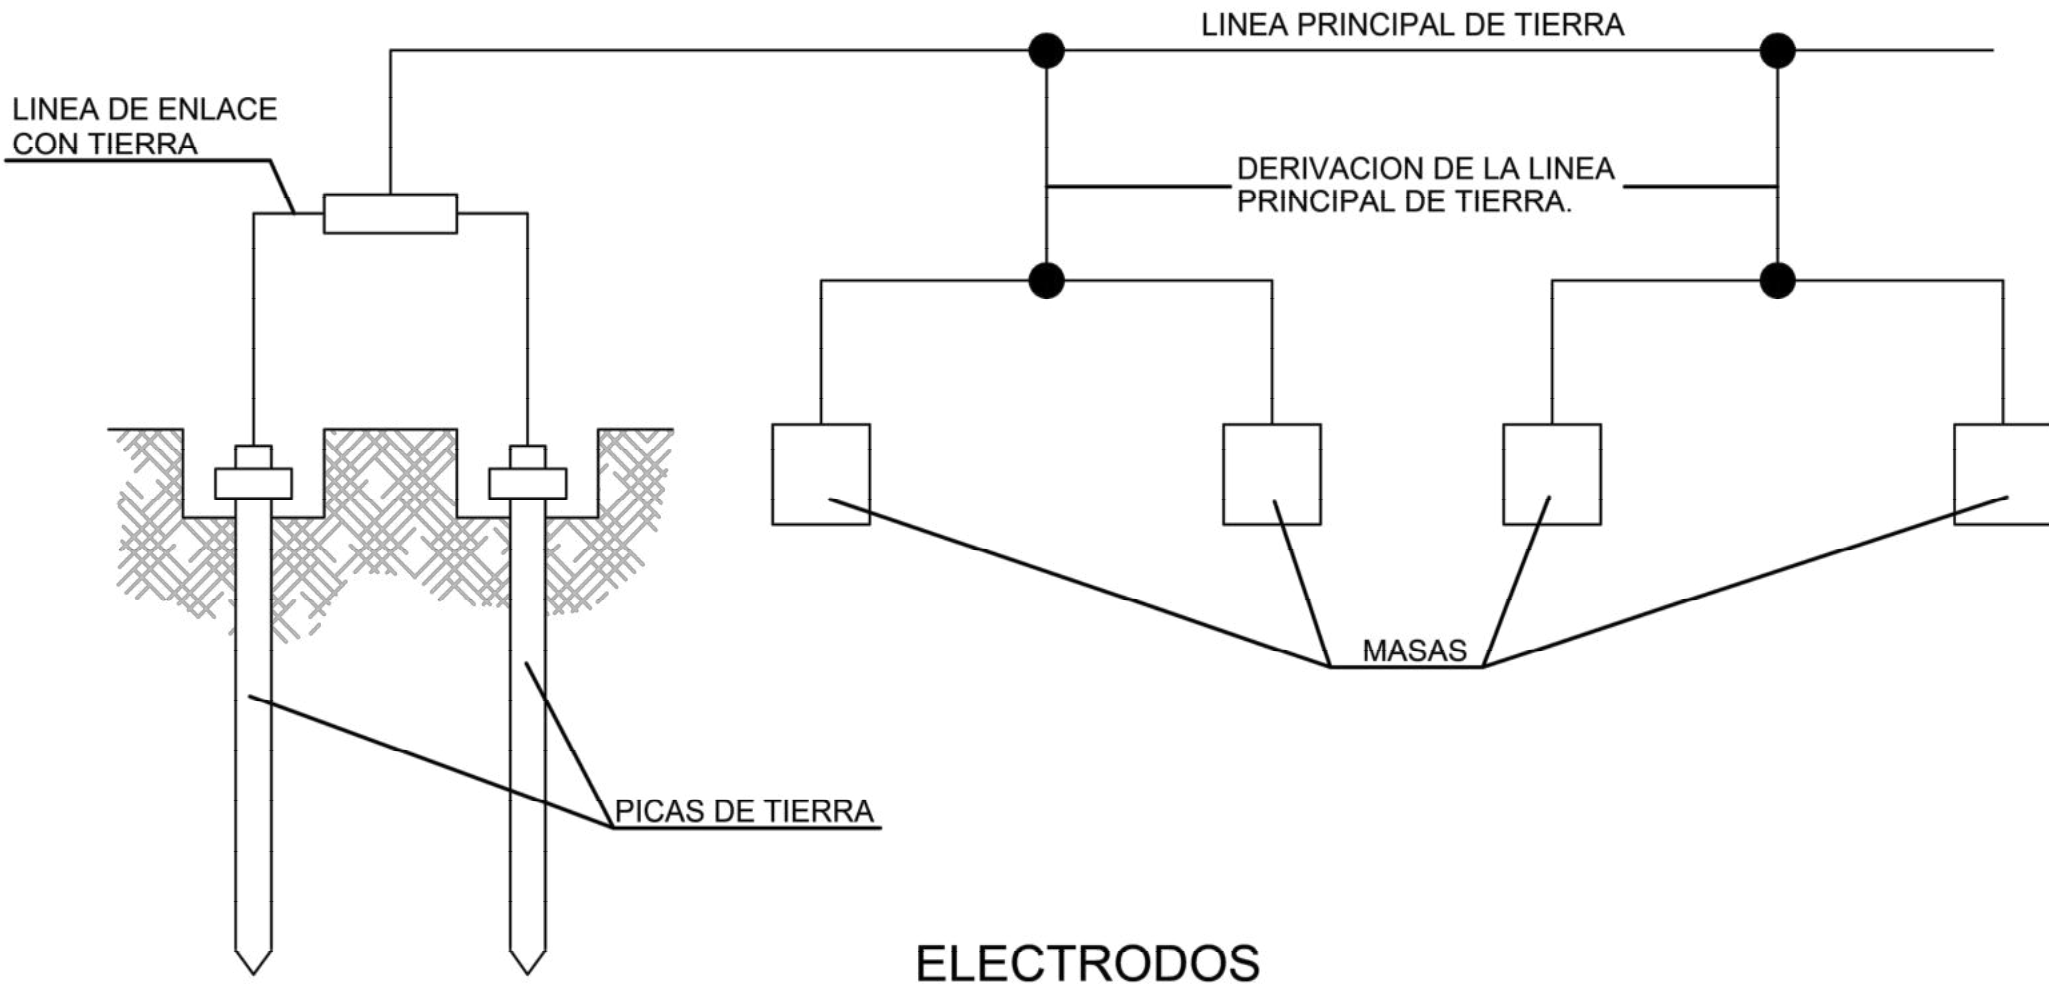 LINEA PRINCIPAL DE TIERRA
LINEA DE ENLACE
CON TIERRA
DERIVACION DE LA LINEA
PRINCIPAL DE TIERRA.
MASAS
PICAS DE TIERRA
ELECTRODOS